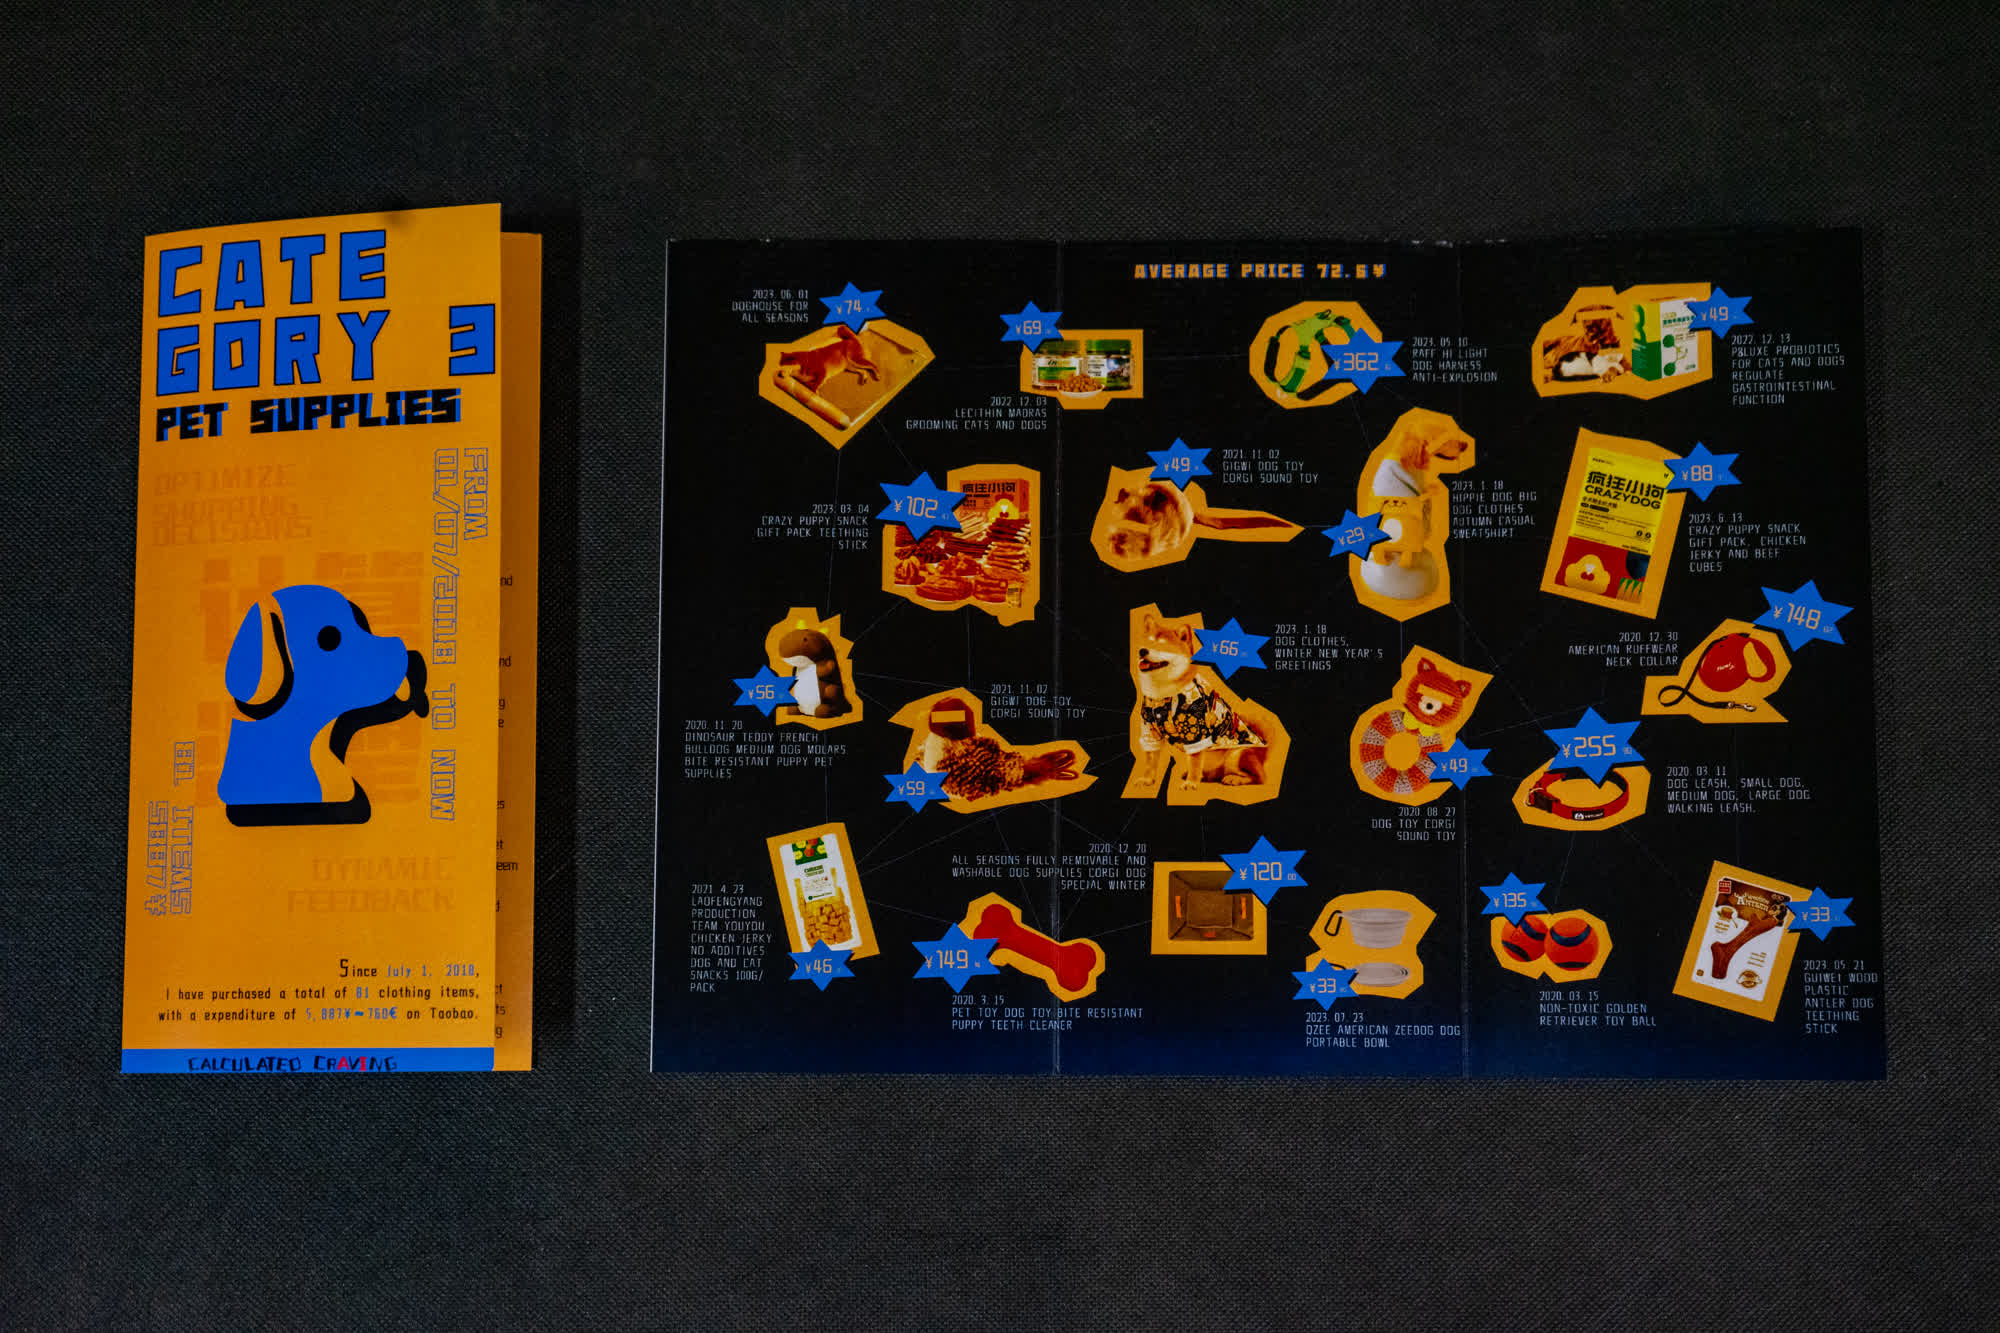 CATE
GORY 3
PET SUPPLIES
OPTIMIZE
SHOPPING
DECISIONS
FROM
01/07/2018 TO NOW
81 ITEMS
5887¥
DYNAMIC
FEEDBACK
Since July 1, 2018,
I have purchased a total of 81 clothing items,
with a expenditure of 5,887¥≈760€ on Taobao.
CALCULATED CRAVING
AVERAGE PRICE 72.6¥
2023. 06. 01
DOGHOUSE FOR
ALL SEASONS
¥74
¥69
2022. 12. 03
LECITHIN MADRAS
GROOMING CATS AND DOGS
¥362
2023. 05. 10
RAFF HI LIGHT
DOG HARNESS
ANTI-EXPLOSION
¥49
2022. 12. 13
P&LUXE PROBIOTICS
FOR CATS AND DOGS
REGULATE
GASTROINTESTINAL
FUNCTION
¥102
疯狂小狗
2023. 03. 04
CRAZY PUPPY SNACK
GIFT PACK TEETHING
STICK
¥49
2021. 11. 02
GIGWI DOG TOY
CORGI SOUND TOY
¥29
2023. 1. 18
HIPPIE DOG BIG
DOG CLOTHES
AUTUMN CASUAL
SWEATSHIRT
疯狂小狗
CRAZYDOG
¥88
2023. 6. 13
CRAZY PUPPY SNACK
GIFT PACK, CHICKEN
JERKY AND BEEF
CUBES
¥56
2020. 11. 20
DINOSAUR TEDDY FRENCH
BULLDOG MEDIUM DOG MOLARS
BITE RESISTANT PUPPY PET
SUPPLIES
2021. 11. 02
GIGWI DOG TOY
CORGI SOUND TOY
¥59
¥66
2023. 1. 18
DOG CLOTHES,
WINTER NEW YEAR'S
GREETINGS
¥49
2020. 08. 27
DOG TOY CORGI
SOUND TOY
¥148
2020. 12. 30
AMERICAN RUFFWEAR
NECK COLLAR
¥255
2020. 03. 11
DOG LEASH, SMALL DOG,
MEDIUM DOG, LARGE DOG
WALKING LEASH.
2021. 4. 23
LAOFENGYANG
PRODUCTION
TEAM YOUYOU
CHICKEN JERKY
NO ADDITIVES
DOG AND CAT
SNACKS 100G/
PACK
¥46
¥149
2020. 3. 15
PET TOY DOG TOY BITE RESISTANT
PUPPY TEETH CLEANER
2020. 12. 20
ALL SEASONS FULLY REMOVABLE AND
WASHABLE DOG SUPPLIES CORGI DOG
SPECIAL WINTER
¥120
¥33
2023. 07. 23
QZEE AMERICAN ZEEDOG DOG
PORTABLE BOWL
¥135
2020. 03. 15
NON-TOXIC GOLDEN
RETRIEVER TOY BALL
¥33
2023. 05. 21
GUIWEI WOOD
PLASTIC
ANTLER DOG
TEETHING
STICK